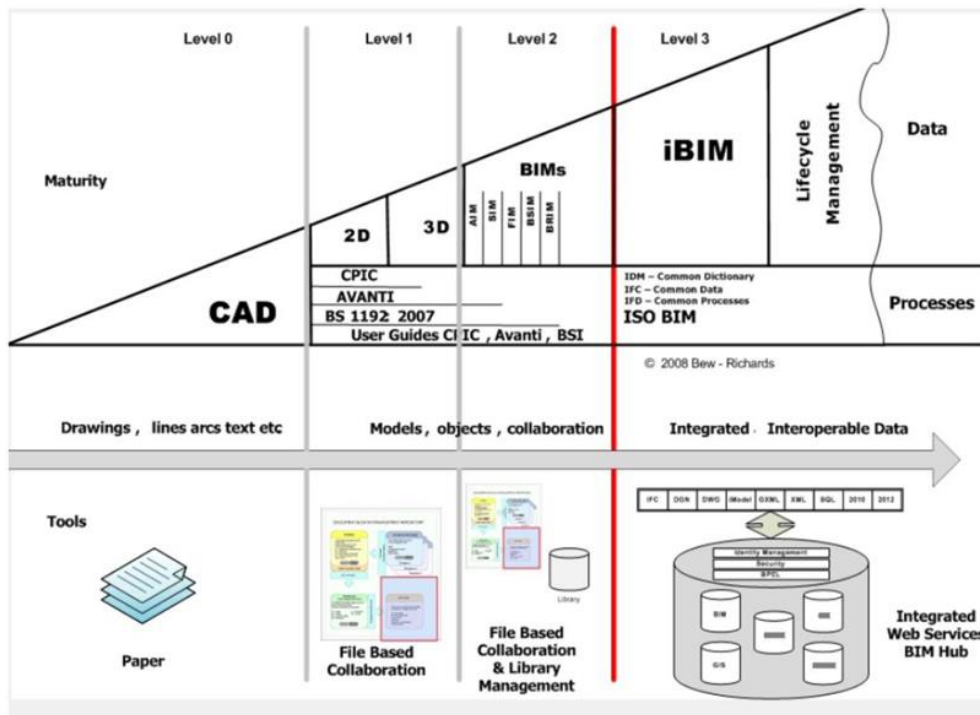 Level 0
Level 1
Level 2
Level 3
Maturity
CAD
2D
3D
BIMs
AIM
SIM
FIM
BSIM
BRIM
iBIM
Lifecycle
Management
Data
CPIC
AVANTI
BS 1192: 2007
User Guides CPIC , Avanti , BSI
IDM – Common Dictionary
IFC – Common Data
IFD – Common Processes
ISO BIM
Processes
© 2008 Bew - Richards
Drawings , lines arcs text etc
Models , objects , collaboration
Integrated , Interoperable Data
Tools
Paper
File Based
Collaboration
File Based
Collaboration
& Library
Management
Library
IFC
DGN
DWG
iModel
GXML
XML
SQL
2010
2012
Identity Management
Security
BPEL
BIM
GIS
Integrated
Web Services
BIM Hub